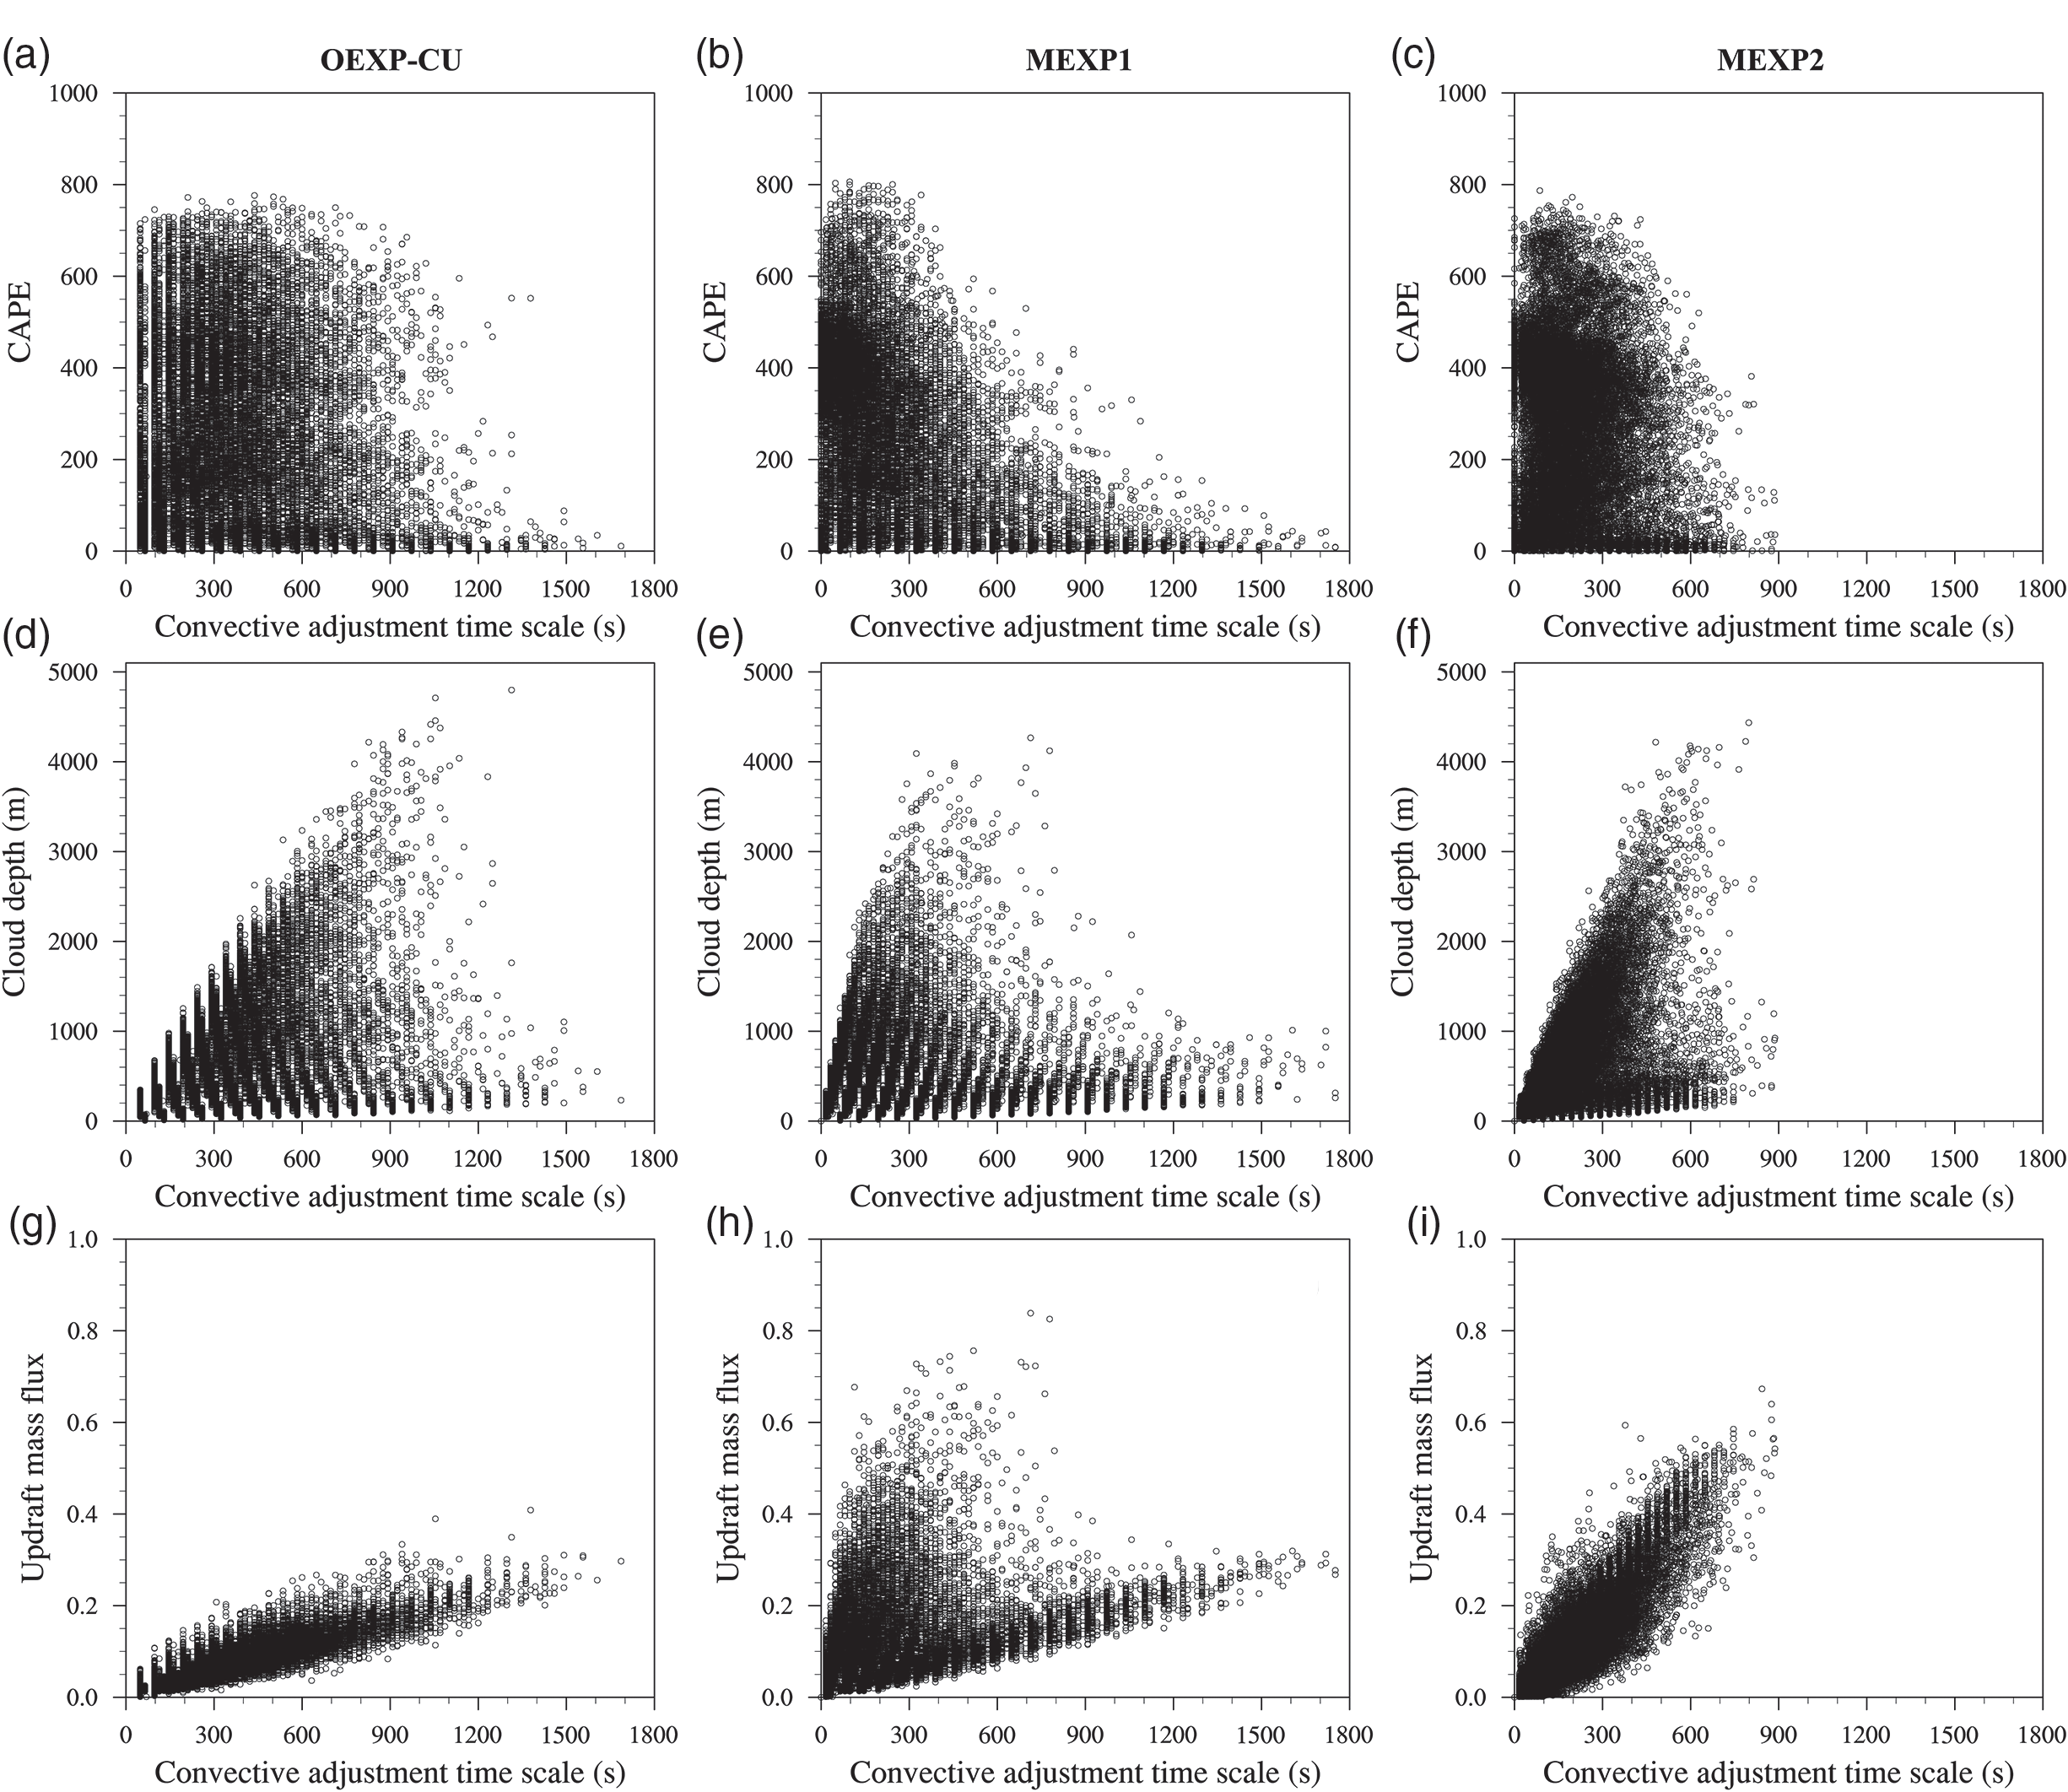 (a) OEXP-CU (b) MEXP1 (c) MEXP2
1000 1000 1000
800 800 800
600 600 600
CAPE CAPE CAPE
400 400 400
200 200 200
0 0 0
0 300 600 900 1200 1500 1800 0 300 600 900 1200 1500 1800 0 300 600 900 1200 1500 1800
Convective adjustment time scale (s) Convective adjustment time scale (s) Convective adjustment time scale (s)
(d) (e) (f)
5000 5000 5000
4000 4000 4000
3000 3000 3000
Cloud depth (m) Cloud depth (m) Cloud depth (m)
2000 2000 2000
1000 1000 1000
0 0 0
0 300 600 900 1200 1500 1800 0 300 600 900 1200 1500 1800 0 300 600 900 1200 1500 1800
Convective adjustment time scale (s) Convective adjustment time scale (s) Convective adjustment time scale (s)
(g) (h) (i)
1.0 1.0 1.0
0.8 0.8 0.8
0.6 0.6 0.6
Updraft mass flux Updraft mass flux Updraft mass flux
0.4 0.4 0.4
0.2 0.2 0.2
0.0 0.0 0.0
0 300 600 900 1200 1500 1800 0 300 600 900 1200 1500 1800 0 300 600 900 1200 1500 1800
Convective adjustment time scale (s) Convective adjustment time scale (s) Convective adjustment time scale (s)